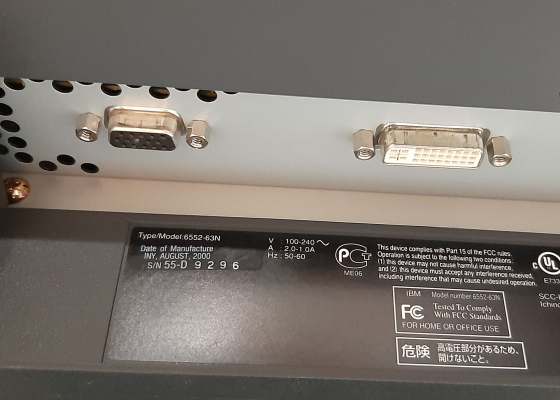 Type/Model:6552-63N
Date of Manufacture
INY, AUGUST, 2000
S/N 55-D 9296
V : 100-240
A : 2.0-1.0A
Hz : 50-60
ME06
This device complies with Part 15 of the FCC rules.
Operation is subject to the following two conditions:
(1) this device may not cause harmful interference,
and (2) this device must accept any interference received,
including interference that may cause undesired operation.
IBM Model number 6552-63N
FC Tested To Comply
With FCC Standards
FOR HOME OR OFFICE USE
危険 高電圧部分があるため、
開けないこと。
c UL
E733